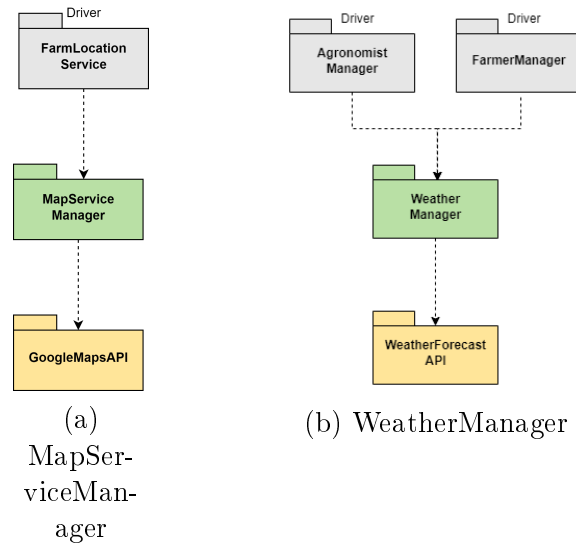 Driver
FarmLocation
Service
MapService
Manager
GoogleMapsAPI
(a)
MapSer-
viceMan-
ager
Driver
Agronomist
Manager
Driver
FarmerManager
Weather
Manager
WeatherForecast
API
(b) WeatherManager